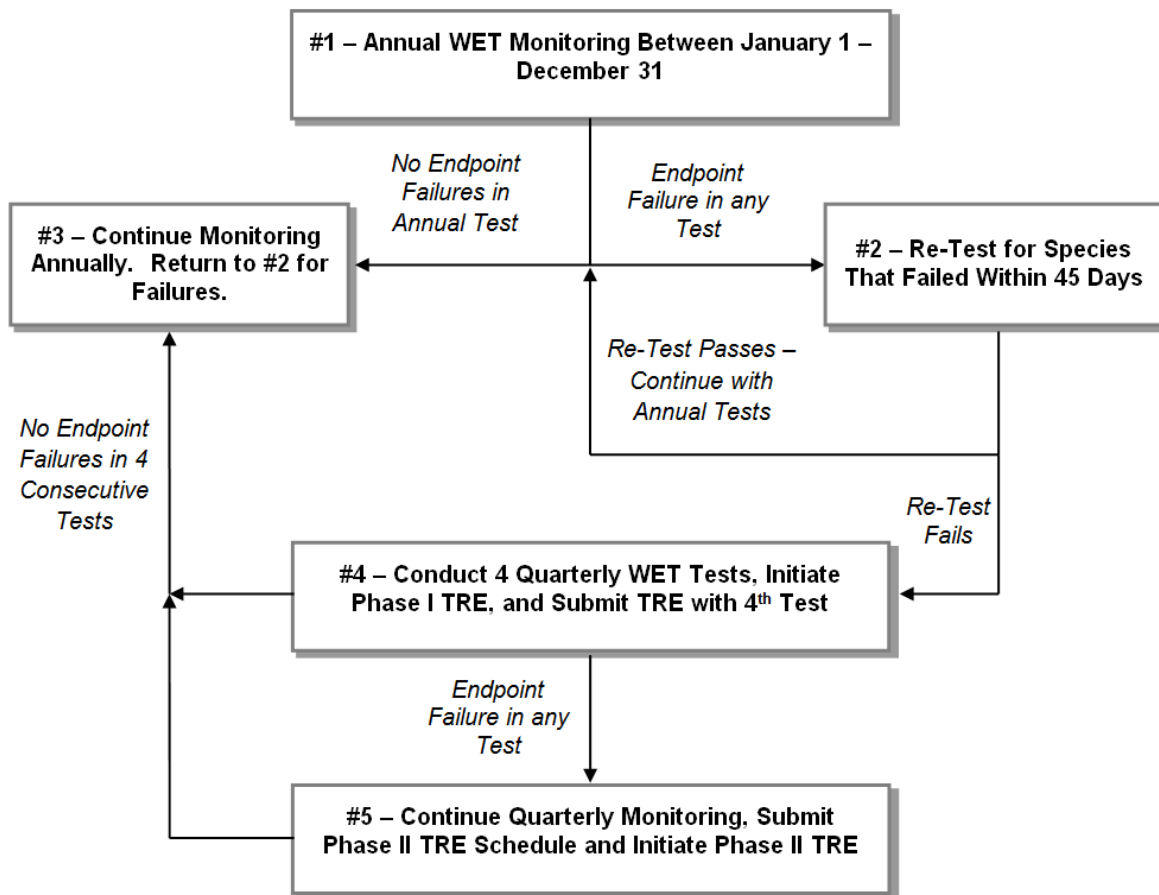 #1 – Annual WET Monitoring Between January 1 –
December 31
No Endpoint
Failures in
Annual Test
Endpoint
Failure in any
Test
#3 – Continue Monitoring
Annually.  Return to #2 for
Failures.
#2 – Re-Test for Species
That Failed Within 45 Days
Re-Test Passes –
Continue with
Annual Tests
No Endpoint
Failures in 4
Consecutive
Tests
Re-Test
Fails
#4 – Conduct 4 Quarterly WET Tests, Initiate
Phase I TRE, and Submit TRE with 4th Test
Endpoint
Failure in any
Test
#5 – Continue Quarterly Monitoring, Submit
Phase II TRE Schedule and Initiate Phase II TRE